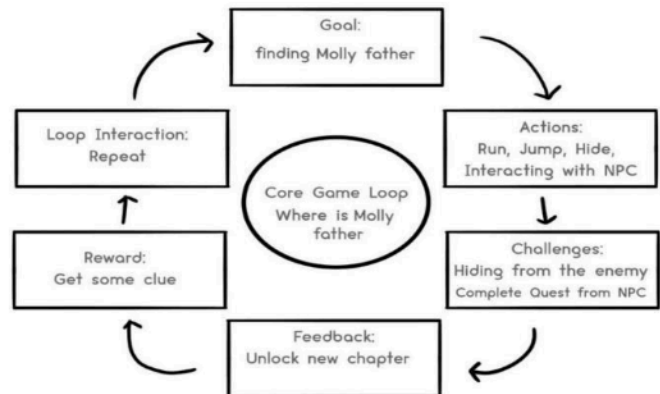 Goal:
finding Molly father
Actions:
Run, Jump, Hide,
Interacting with NPC
Challenges:
Hiding from the enemy
Complete Quest from NPC
Feedback:
Unlock new chapter
Reward:
Get some clue
Loop Interaction:
Repeat
Core Game Loop
Where is Molly
father